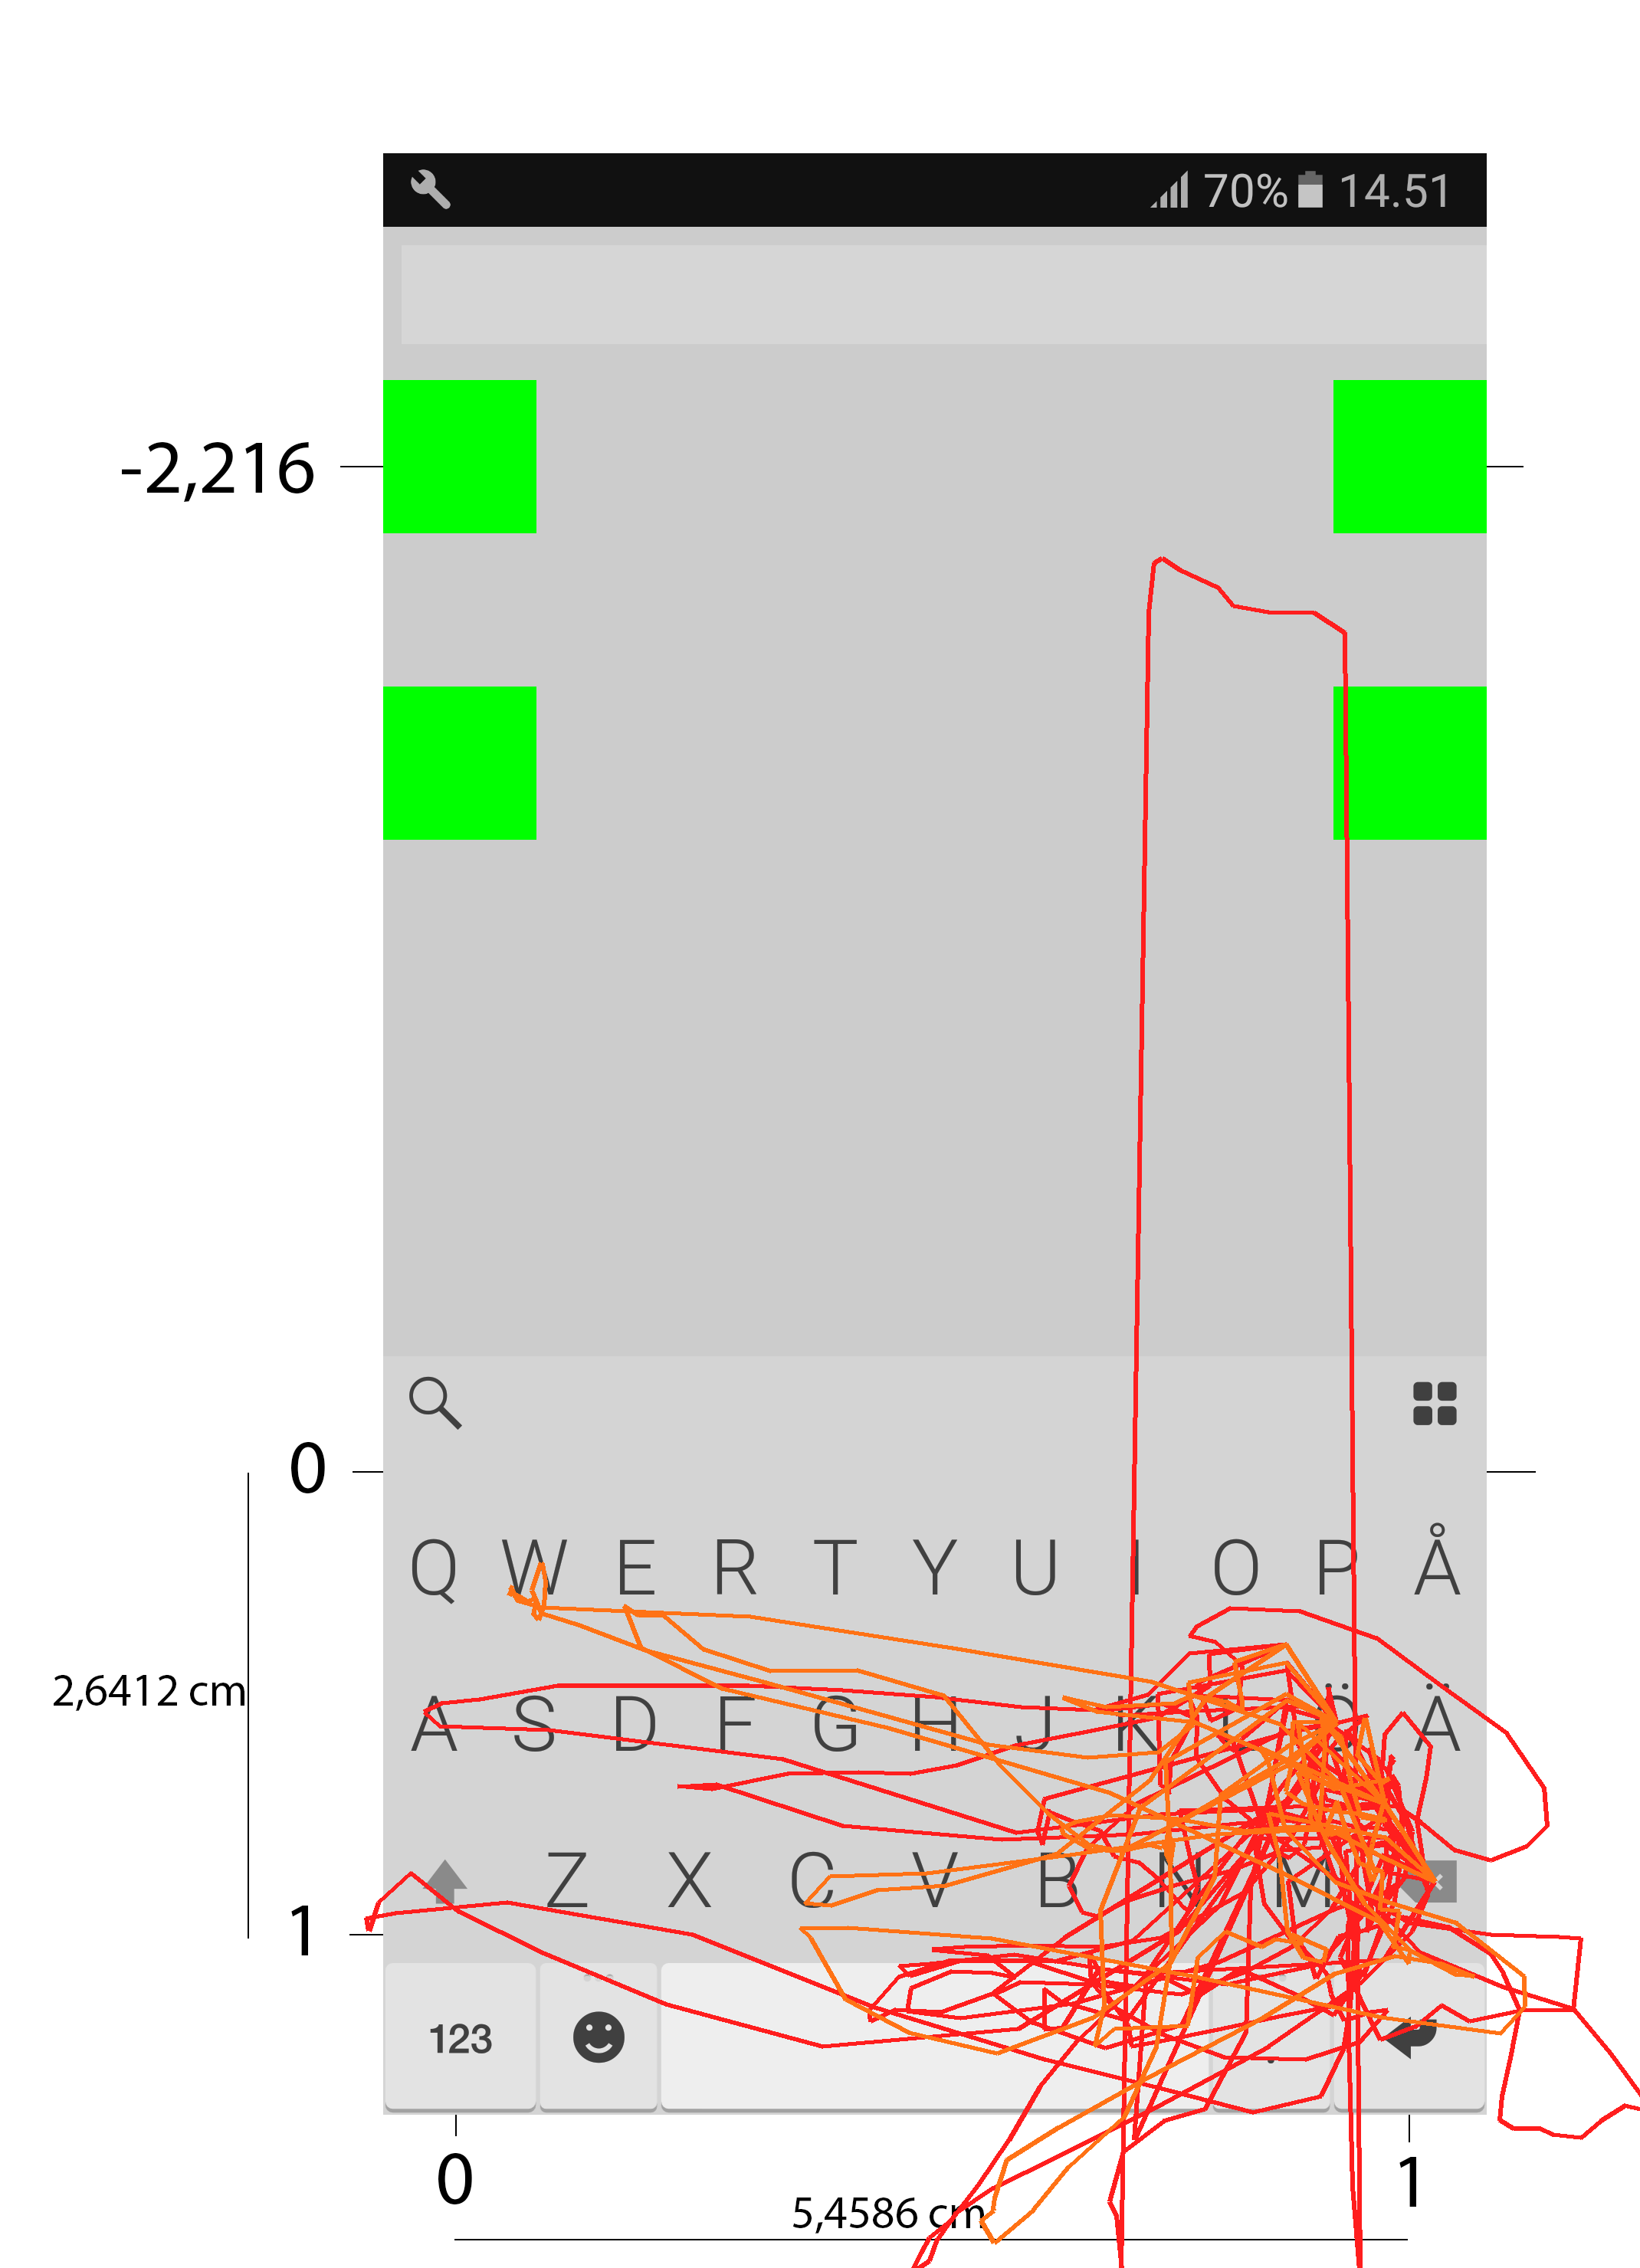 70% 14.51
-2,216
0
Q W E R T Y U I O P Å
2,6412 cm
A S D F G H J K L Ö Ä
Z X C V B N M
1
123
.
0 1
5,4586 cm